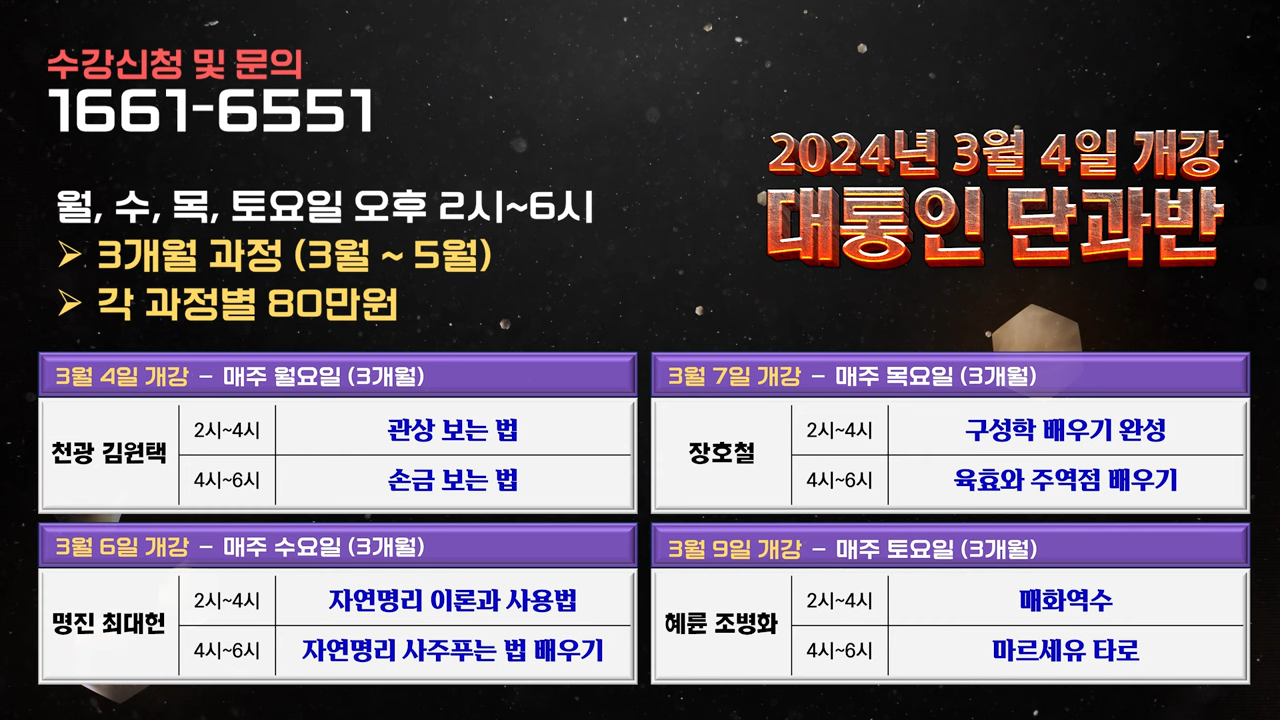 수강신청 및 문의
1661-6551
2024년 3월 4일 개강
대통인 단과반
월, 수, 목, 토요일 오후 2시~6시
➢ 3개월 과정 (3월 ~ 5월)
➢ 각 과정별 80만원
3월 4일 개강 – 매주 월요일 (3개월)
천광 김원택
2시~4시 관상 보는 법
4시~6시 손금 보는 법
3월 7일 개강 – 매주 목요일 (3개월)
장호철
2시~4시 구성학 배우기 완성
4시~6시 육효와 주역점 배우기
3월 6일 개강 – 매주 수요일 (3개월)
명진 최대헌
2시~4시 자연명리 이론과 사용법
4시~6시 자연명리 사주푸는 법 배우기
3월 9일 개강 – 매주 토요일 (3개월)
혜륜 조병화
2시~4시 매화역수
4시~6시 마르세유 타로